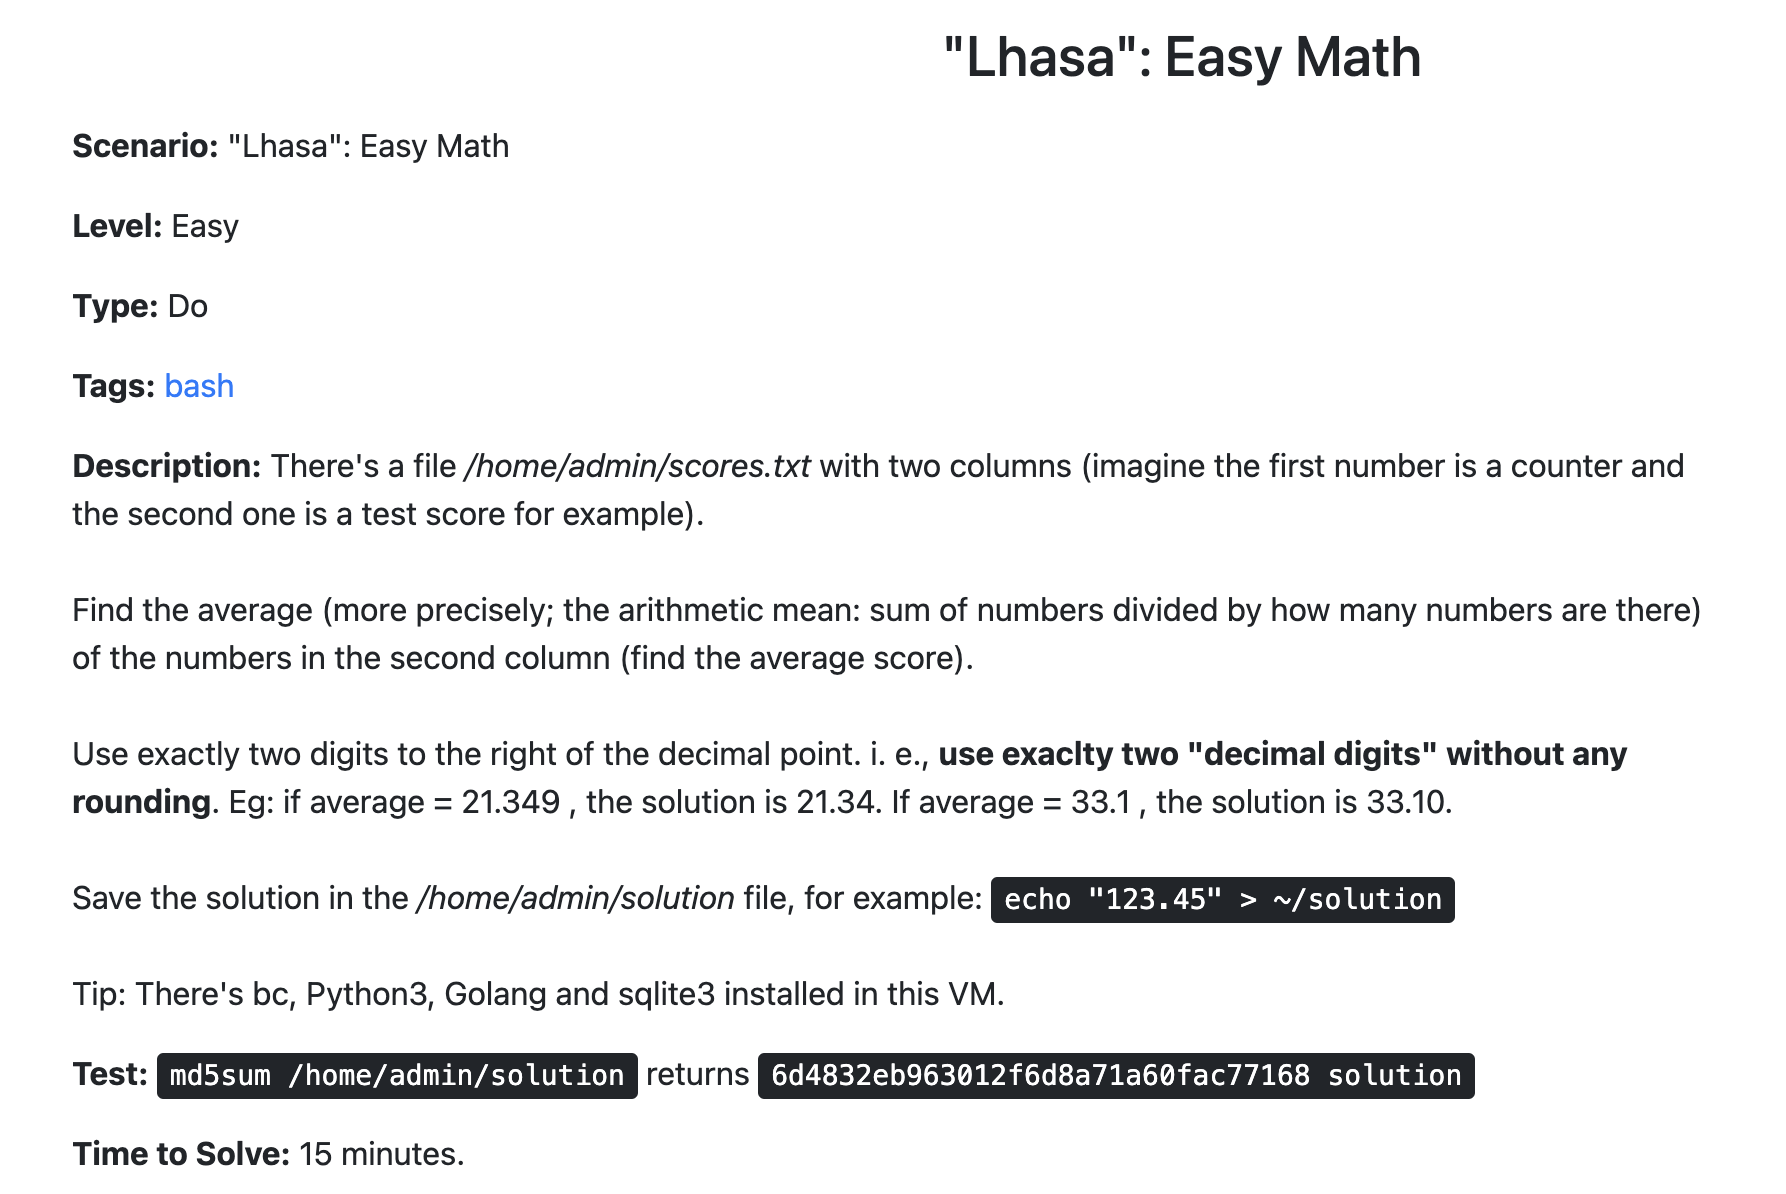 "Lhasa": Easy Math
Scenario: "Lhasa": Easy Math
Level: Easy
Type: Do
Tags: bash
Description: There's a file /home/admin/scores.txt with two columns (imagine the first number is a counter and
the second one is a test score for example).
Find the average (more precisely; the arithmetic mean: sum of numbers divided by how many numbers are there)
of the numbers in the second column (find the average score).
Use exactly two digits to the right of the decimal point. i. e., use exaclty two "decimal digits" without any
rounding. Eg: if average = 21.349 , the solution is 21.34. If average = 33.1 , the solution is 33.10.
Save the solution in the /home/admin/solution file, for example: echo "123.45" > ~/solution
Tip: There's bc, Python3, Golang and sqlite3 installed in this VM.
Test: md5sum /home/admin/solution returns 6d4832eb963012f6d8a71a60fac77168 solution
Time to Solve: 15 minutes.